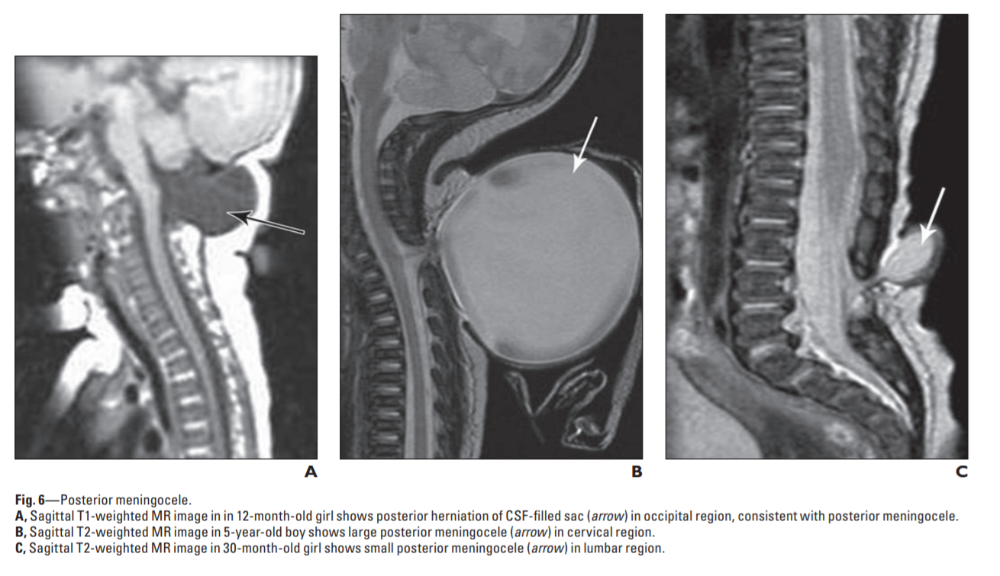 A
B
C
Fig. 6—Posterior meningocele.
A, Sagittal T1-weighted MR image in in 12-month-old girl shows posterior herniation of CSF-filled sac (arrow) in occipital region, consistent with posterior meningocele.
B, Sagittal T2-weighted MR image in 5-year-old boy shows large posterior meningocele (arrow) in cervical region.
C, Sagittal T2-weighted MR image in 30-month-old girl shows small posterior meningocele (arrow) in lumbar region.